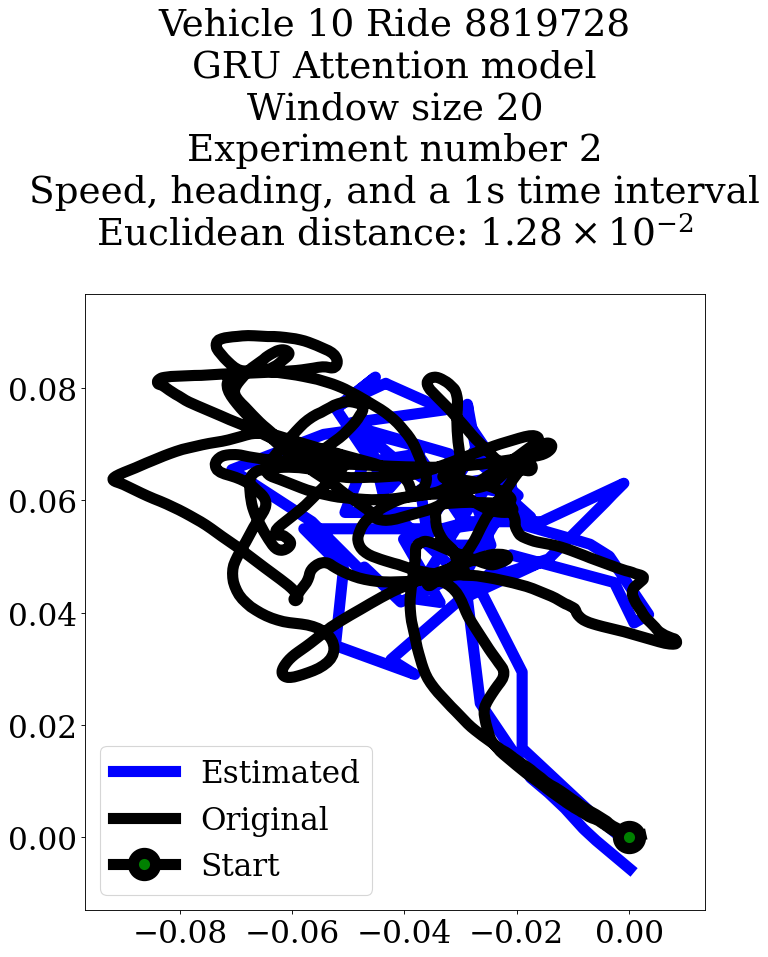 Vehicle 10 Ride 8819728
GRU Attention model
Window size 20
Experiment number 2
Speed, heading, and a 1s time interval
Euclidean distance: 1.28 × 10⁻²
0.08
0.06
0.04
0.02
0.00
Estimated
Original
Start
−0.08 −0.06 −0.04 −0.02 0.00